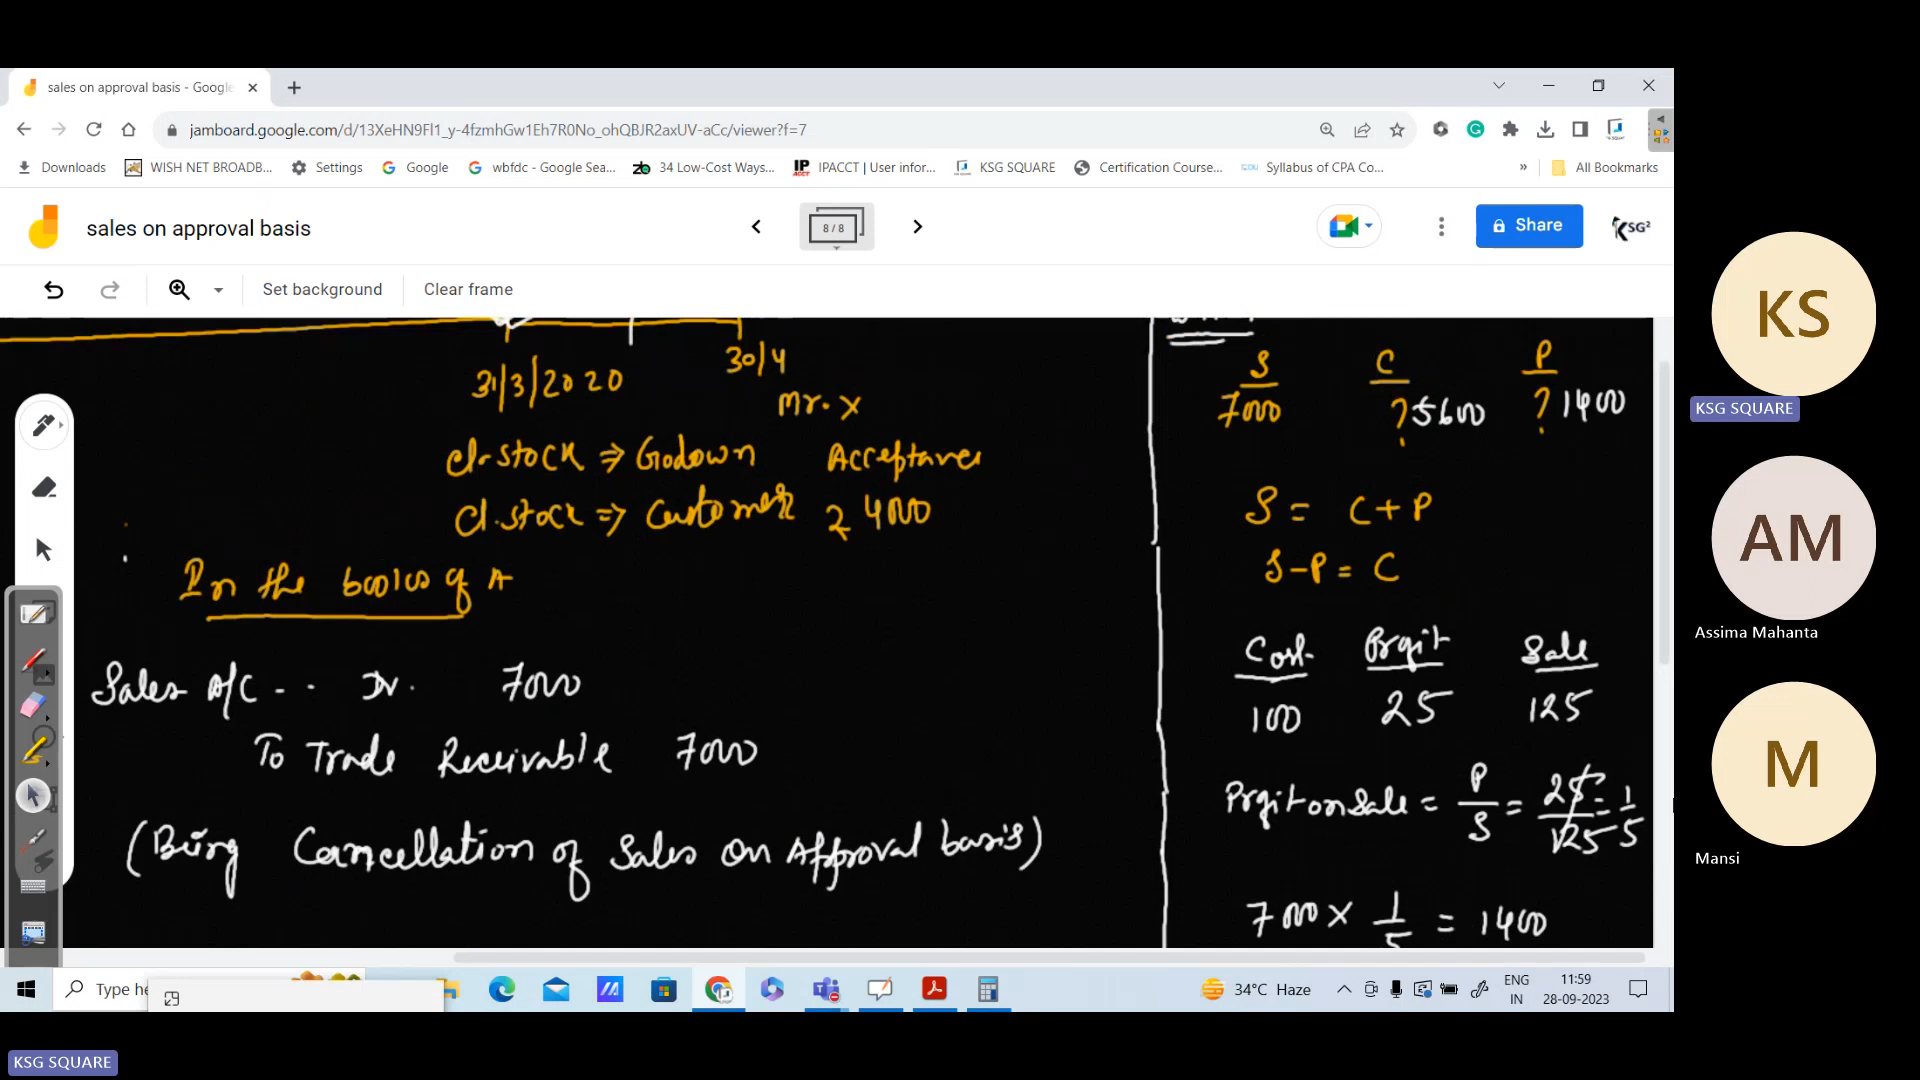 sales on approval basis - Google
jamboard.google.com/d/13XeHN9Fl1_y-4fzmhGw1Eh7R0No_ohQBJR2axUV-aCc/viewer?f=7
Downloads WISH NET BROADB... Settings Google wbfdc - Google Sea... 34 Low-Cost Ways... IPACCT | User infor... KSG SQUARE Certification Course... Syllabus of CPA Co... » All Bookmarks
sales on approval basis
8 / 8
Share
KSG²
Set background
Clear frame
31/3/2020
30/4
Mr. X
Cl. Stock ⇒ Godown Acceptance
Cl. Stock ⇒ Customer ₹ 4000
In the books of A
Sales A/C - - Dr. 7000
To Trade Receivable 7000
(Being Cancellation of Sales on Approval basis)
S C P
7000 ? 5600 ? 1400
S = C + P
S - P = C
Cost Profit Sale
100 25 125
Profit on Sale = P/S = 25/125 = 1/5
7000 × 1/5 = 1400
KS
KSG SQUARE
AM
Assima Mahanta
M
Mansi
Type he
34°C Haze
ENG
IN
11:59
28-09-2023
KSG SQUARE